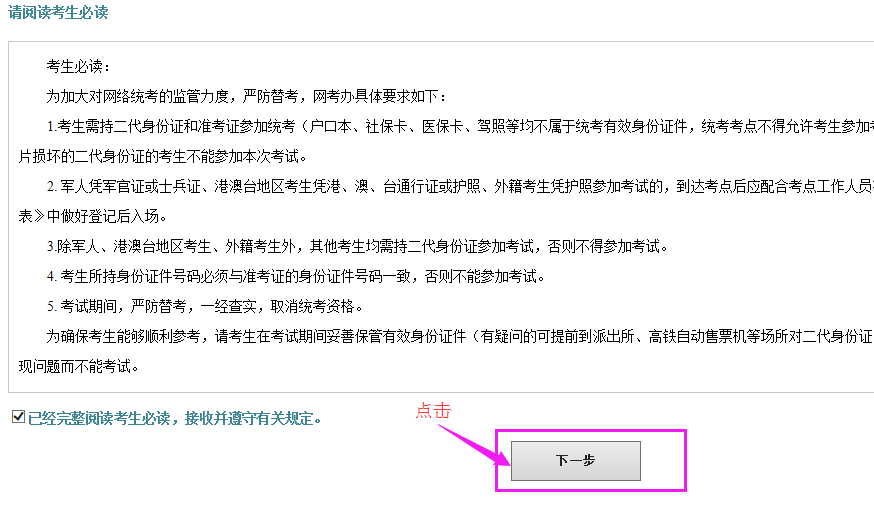 请阅读考生必读
考生必读：
为加大对网络统考的监管力度，严防替考，网考办具体要求如下：
1.考生需持二代身份证和准考证参加统考（户口本、社保卡、医保卡、驾照等均不属于统考有效身份证件，统考考点不得允许考生参加
片损坏的二代身份证的考生不能参加本次考试。
2. 军人凭军官证或士兵证、港澳台地区考生凭港、澳、台通行证或护照、外籍考生凭护照参加考试的，到达考点后应配合考点工作人员
表》中做好登记后入场。
3.除军人、港澳台地区考生、外籍考生外，其他考生均需持二代身份证参加考试，否则不得参加考试。
4. 考生所持身份证件号码必须与准考证的身份证件号码一致，否则不能参加考试。
5. 考试期间，严防替考，一经查实，取消统考资格。
为确保考生能够顺利参考，请考生在考试期间妥善保管有效身份证件（有疑问的可提前到派出所、高铁自动售票机等场所对二代身份证
现问题而不能考试。
已经完整阅读考生必读，接收并遵守有关规定。
点击
下一步